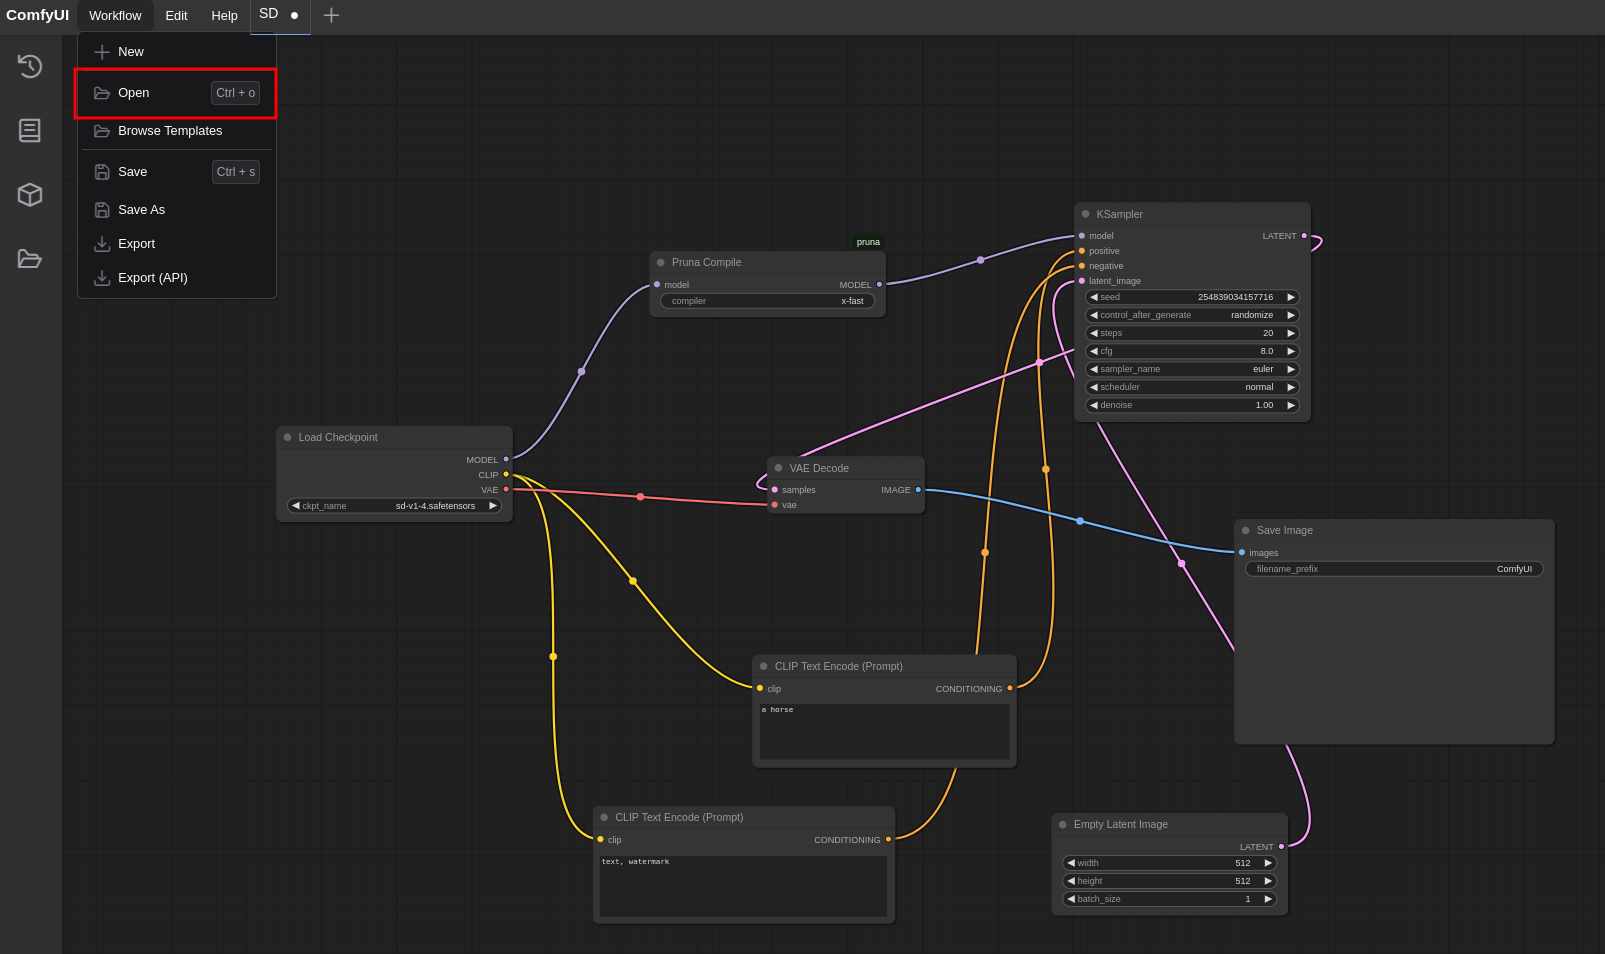 ComfyUI
Workflow
Edit
Help
SD
New
Open
Ctrl + o
Browse Templates
Save
Ctrl + s
Save As
Export
Export (API)
pruna
Pruna Compile
model
MODEL
compiler
x-fast
KSampler
model
LATENT
positive
negative
latent_image
seed
254839034157716
control_after_generate
randomize
steps
20
cfg
8.0
sampler_name
euler
scheduler
normal
denoise
1.00
Load Checkpoint
MODEL
CLIP
VAE
ckpt_name
sd-v1-4.safetensors
VAE Decode
samples
IMAGE
vae
Save Image
images
filename_prefix
ComfyUI
CLIP Text Encode (Prompt)
clip
CONDITIONING
a horse
CLIP Text Encode (Prompt)
clip
CONDITIONING
text, watermark
Empty Latent Image
LATENT
width
512
height
512
batch_size
1